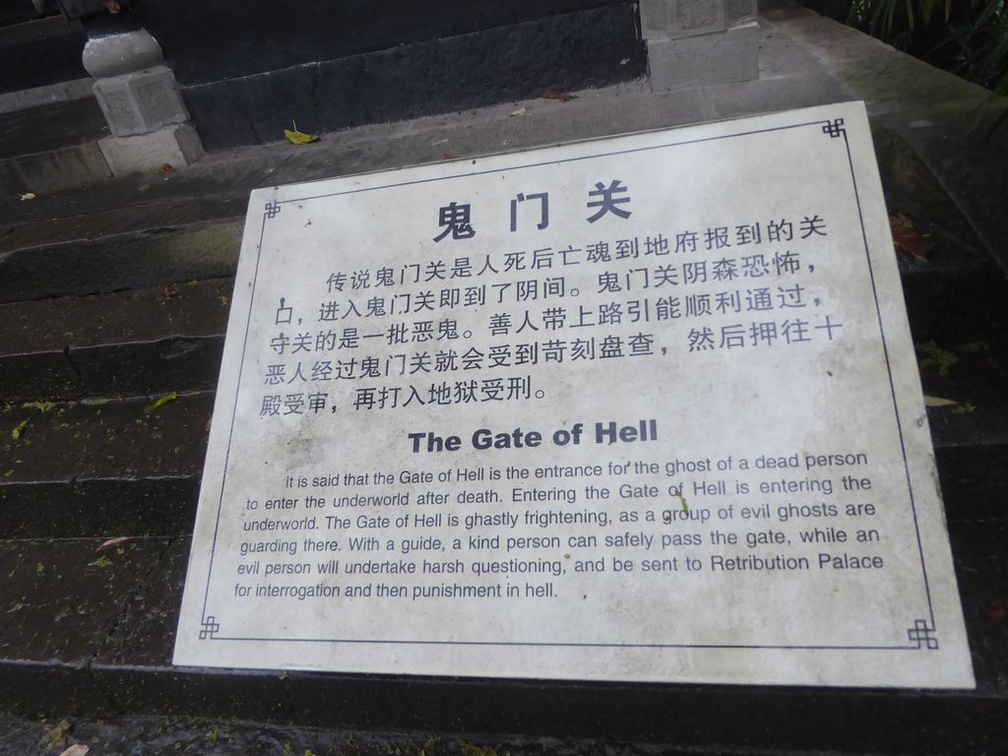 鬼门关
传说鬼门关是人死后亡魂到地府报到的关
口，进入鬼门关即到了阴间。鬼门关阴森恐怖，
守关的是一批恶鬼。善人带上路引能顺利通过，
恶人经过鬼门关就会受到苛刻盘查，然后押往十
殿受审，再打入地狱受刑。
The Gate of Hell
It is said that the Gate of Hell is the entrance for the ghost of a dead person
to enter the underworld after death. Entering the Gate of Hell is entering the
underworld. The Gate of Hell is ghastly frightening, as a group of evil ghosts are
guarding there. With a guide, a kind person can safely pass the gate, while an
evil person will undertake harsh questioning, and be sent to Retribution Palace
for interrogation and then punishment in hell.